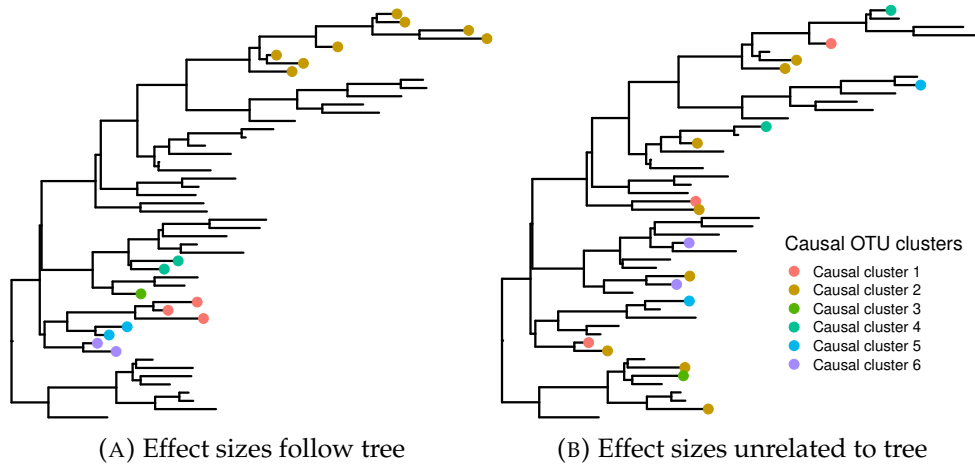 Causal OTU clusters
Causal cluster 1
Causal cluster 2
Causal cluster 3
Causal cluster 4
Causal cluster 5
Causal cluster 6
(A) Effect sizes follow tree
(B) Effect sizes unrelated to tree